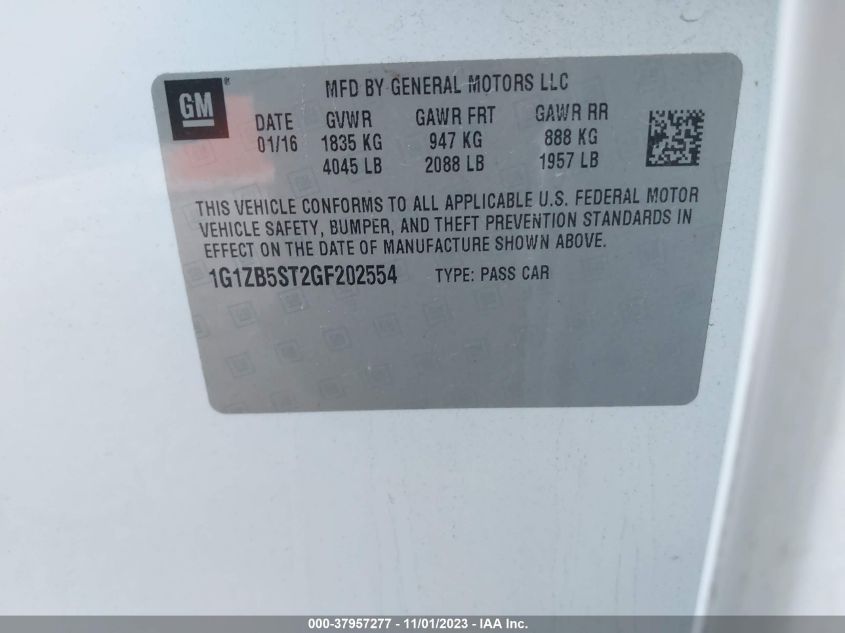 GM ®
MFD BY GENERAL MOTORS LLC
DATE GVWR GAWR FRT GAWR RR
01/16 1835 KG 947 KG 888 KG
4045 LB 2088 LB 1957 LB
THIS VEHICLE CONFORMS TO ALL APPLICABLE U.S. FEDERAL MOTOR
VEHICLE SAFETY, BUMPER, AND THEFT PREVENTION STANDARDS IN
EFFECT ON THE DATE OF MANUFACTURE SHOWN ABOVE.
1G1ZB5ST2GF202554 TYPE: PASS CAR
000-37957277 - 11/01/2023 - IAA Inc.